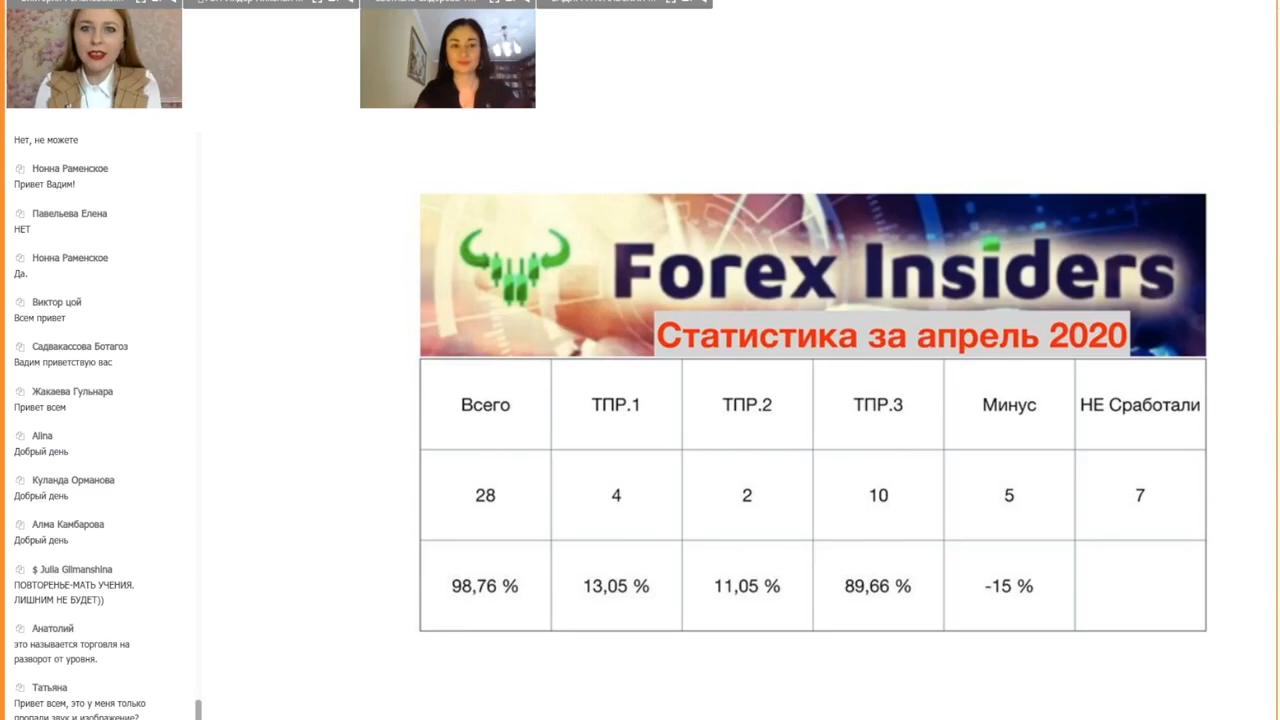 Нет, не можете
Нонна Раменское
Привет Вадим!
Павельева Елена
НЕТ
Нонна Раменское
Да.
Виктор цой
Всем привет
Садвакассова Ботагоз
Вадим приветствую вас
Жакаева Гульнара
Привет всем
Alina
Добрый день
Куланда Орманова
Добрый день
Алма Камбарова
Добрый день
$ Julia Gilmanshina
ПОВТОРЕНЬЕ-МАТЬ УЧЕНИЯ.
ЛИШНИМ НЕ БУДЕТ))
Анатолий
это называется торговля на
разворот от уровня.
Татьяна
Привет всем, это у меня только
пропали звук и изображение?
Forex Insiders
Статистика за апрель 2020
Всего ТПР.1 ТПР.2 ТПР.3 Минус НЕ Сработали
28 4 2 10 5 7
98,76 % 13,05 % 11,05 % 89,66 % -15 %